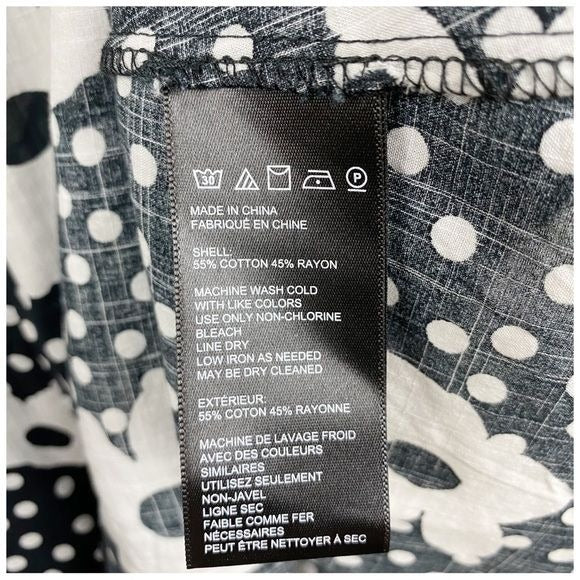 30 P
MADE IN CHINA
FABRIQUÉ EN CHINE
SHELL:
55% COTTON 45% RAYON
MACHINE WASH COLD
WITH LIKE COLORS
USE ONLY NON-CHLORINE
BLEACH
LINE DRY
LOW IRON AS NEEDED
MAY BE DRY CLEANED
EXTÉRIEUR:
55% COTTON 45% RAYONNE
MACHINE DE LAVAGE FROID
AVEC DES COULEURS
SIMILAIRES
UTILISEZ SEULEMENT
NON-JAVEL
LIGNE SEC
FAIBLE COMME FER
NÉCESSAIRES
PEUT ÊTRE NETTOYER À SEC